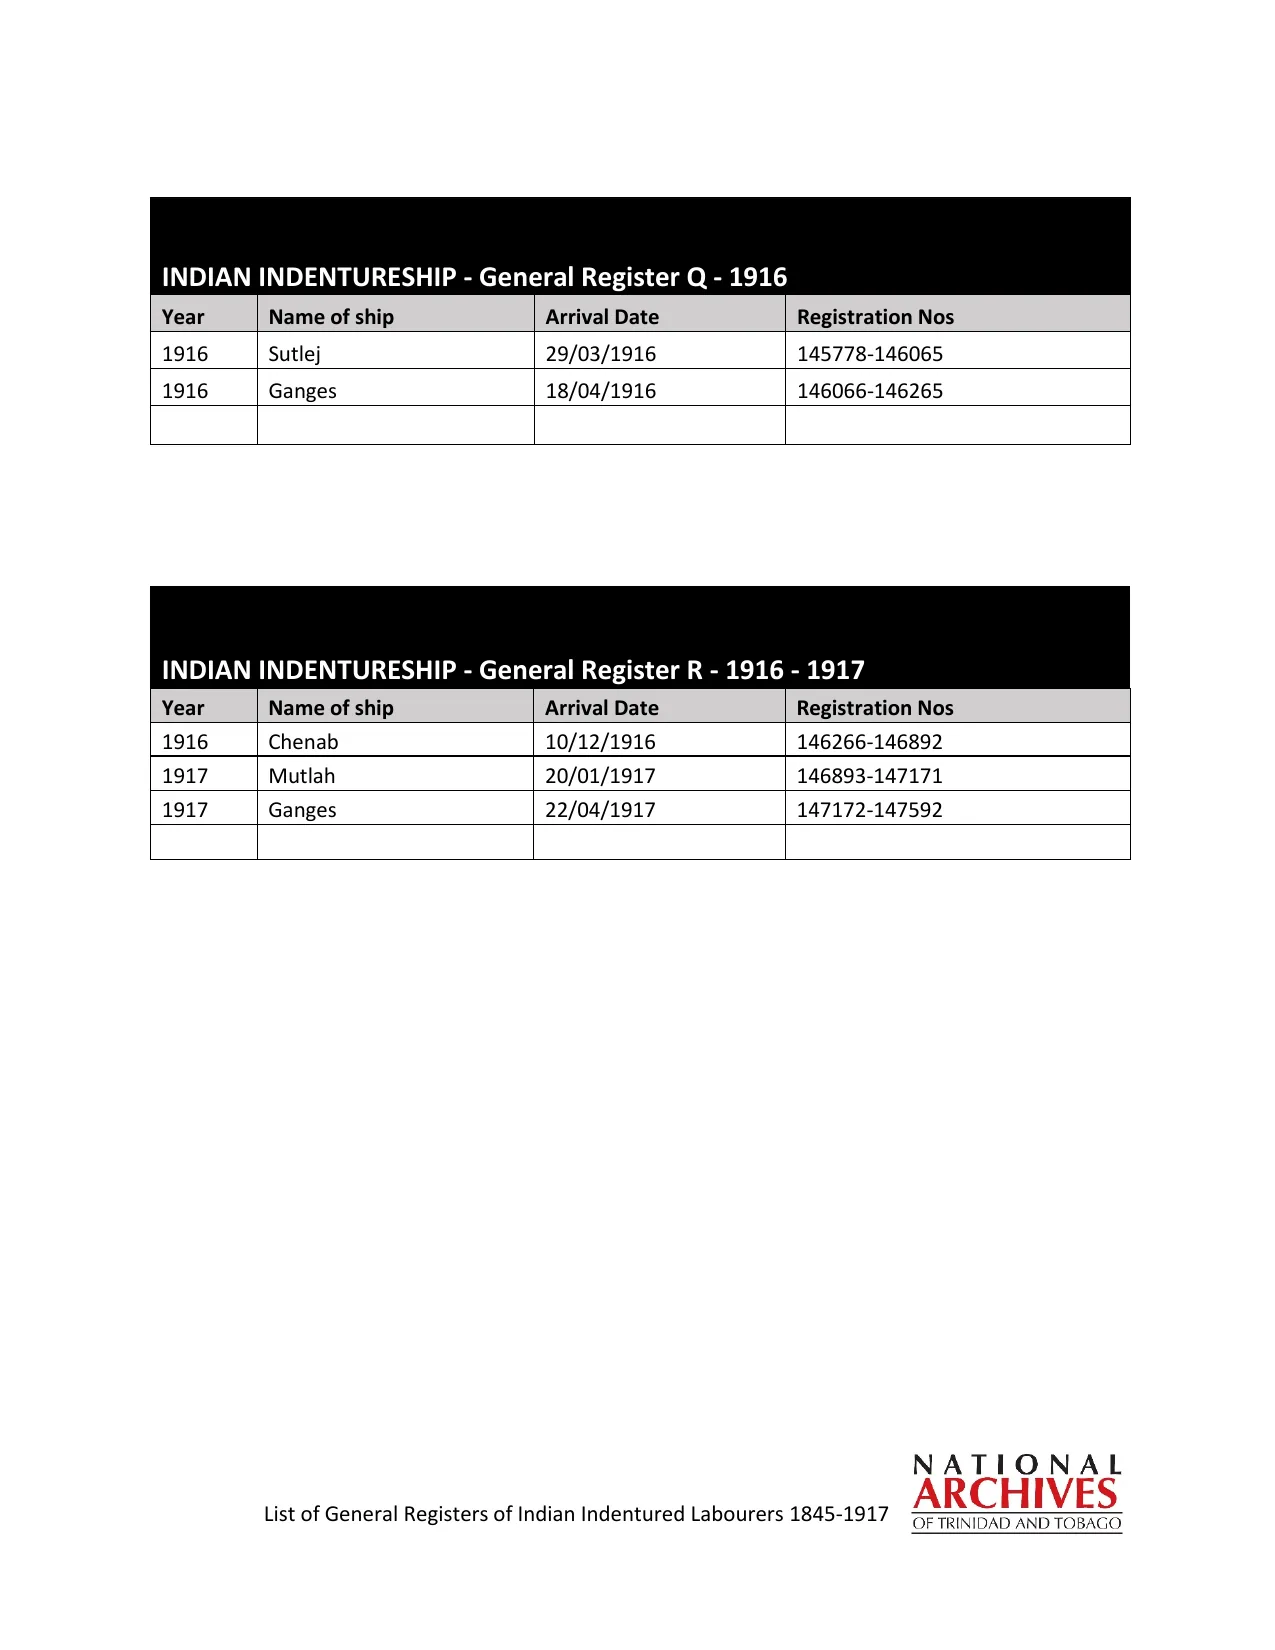 INDIAN INDENTURESHIP - General Register Q - 1916
Year Name of ship Arrival Date Registration Nos
1916 Sutlej 29/03/1916 145778-146065
1916 Ganges 18/04/1916 146066-146265
INDIAN INDENTURESHIP - General Register R - 1916 - 1917
Year Name of ship Arrival Date Registration Nos
1916 Chenab 10/12/1916 146266-146892
1917 Mutlah 20/01/1917 146893-147171
1917 Ganges 22/04/1917 147172-147592
List of General Registers of Indian Indentured Labourers 1845-1917
NATIONAL
ARCHIVES
OF TRINIDAD AND TOBAGO